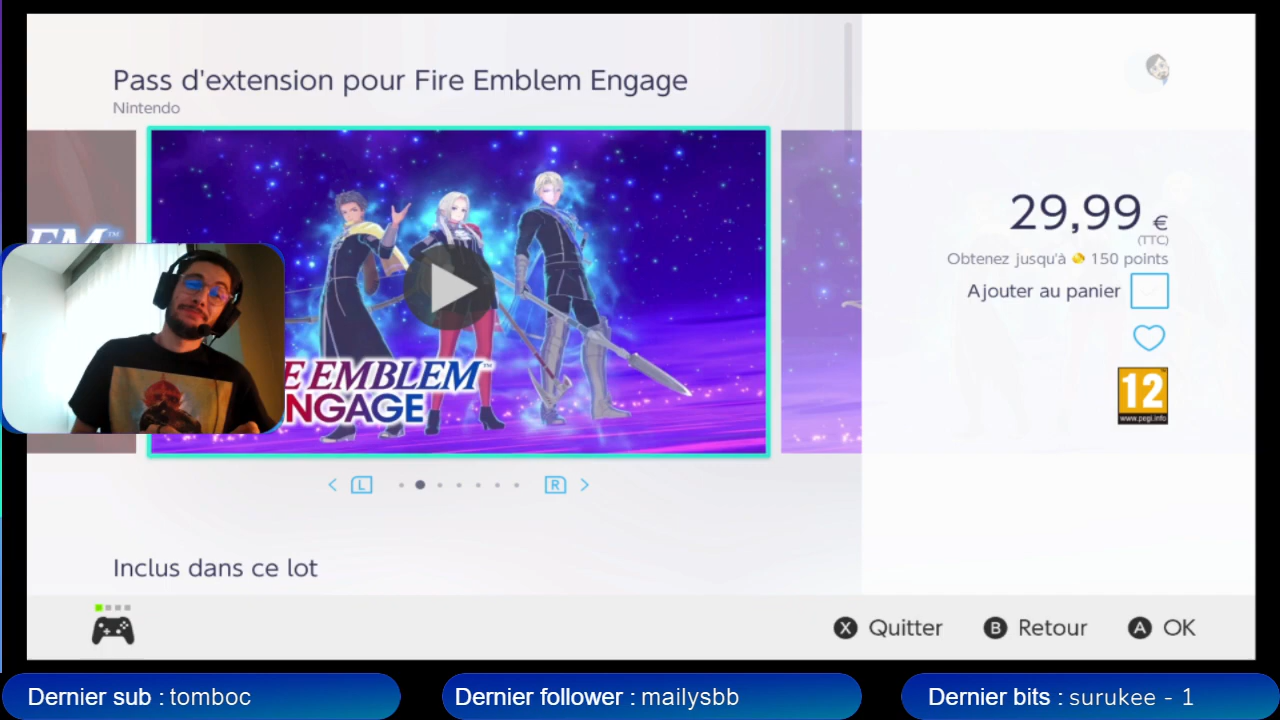 Pass d'extension pour Fire Emblem Engage
Nintendo
EM™
E EMBLEM™
NGAGE
29,99 €
(TTC)
Obtenez jusqu'à 150 points
Ajouter au panier
12
www.pegi.info
L
R
Inclus dans ce lot
X Quitter
B Retour
A OK
Dernier sub : tomboc
Dernier follower : mailysbb
Dernier bits : surukee - 1